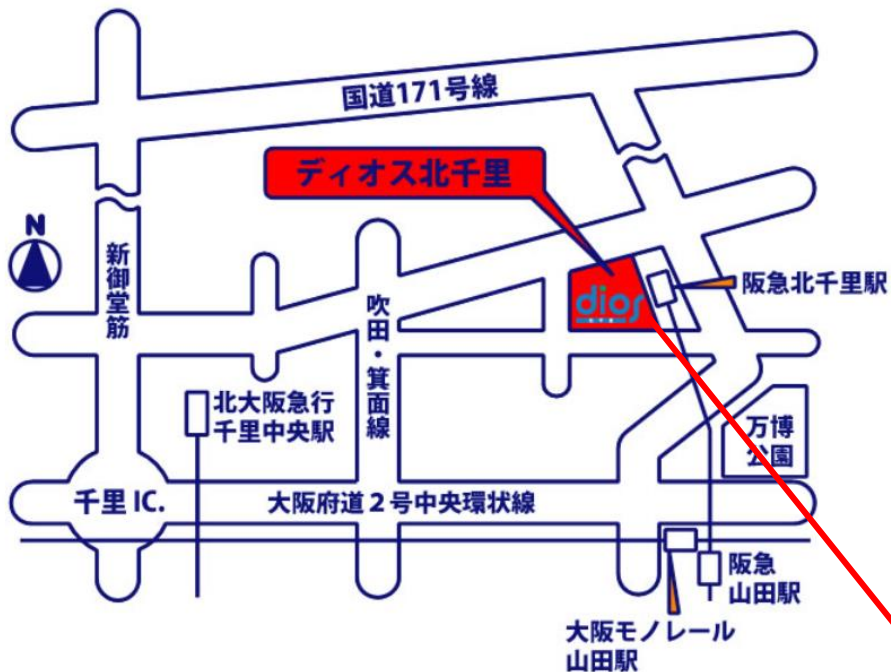 国道171号線
ディオス北千里
N
新御堂筋
吹田・箕面線
dios
阪急北千里駅
北大阪急行
千里中央駅
万博
公園
千里 IC.
大阪府道２号中央環状線
阪急
山田駅
大阪モノレール
山田駅